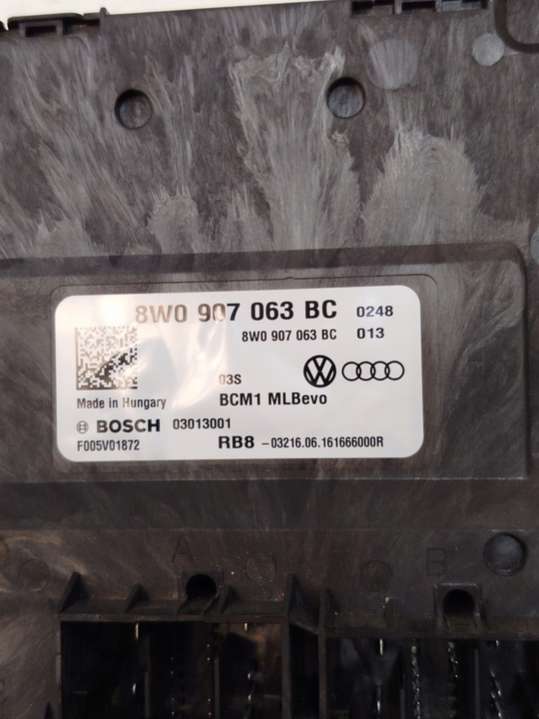 8W0 907 063 BC 0248
8W0 907 063 BC 013
03S
Made in Hungary BCM1 MLBevo
BOSCH 03013001
F005V01872 RB8 -03216.06.161666000R
A B